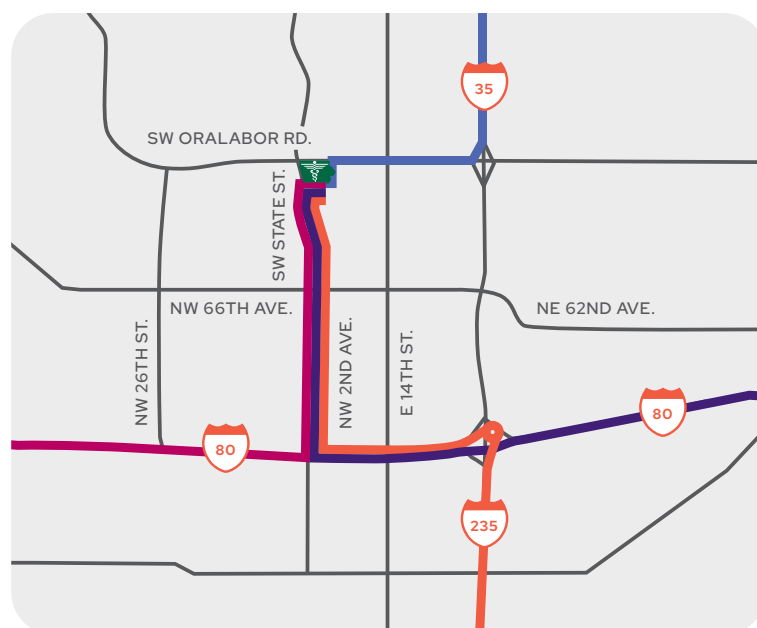 35
SW ORALABOR RD.
SW STATE ST.
NW 66TH AVE.
NE 62ND AVE.
NW 26TH ST.
NW 2ND AVE.
E 14TH ST.
80
80
235